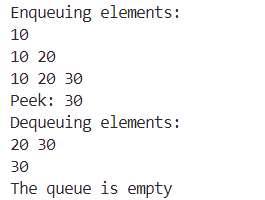 Enqueuing elements:
10
10 20
10 20 30
Peek: 30
Dequeuing elements:
20 30
30
The queue is empty